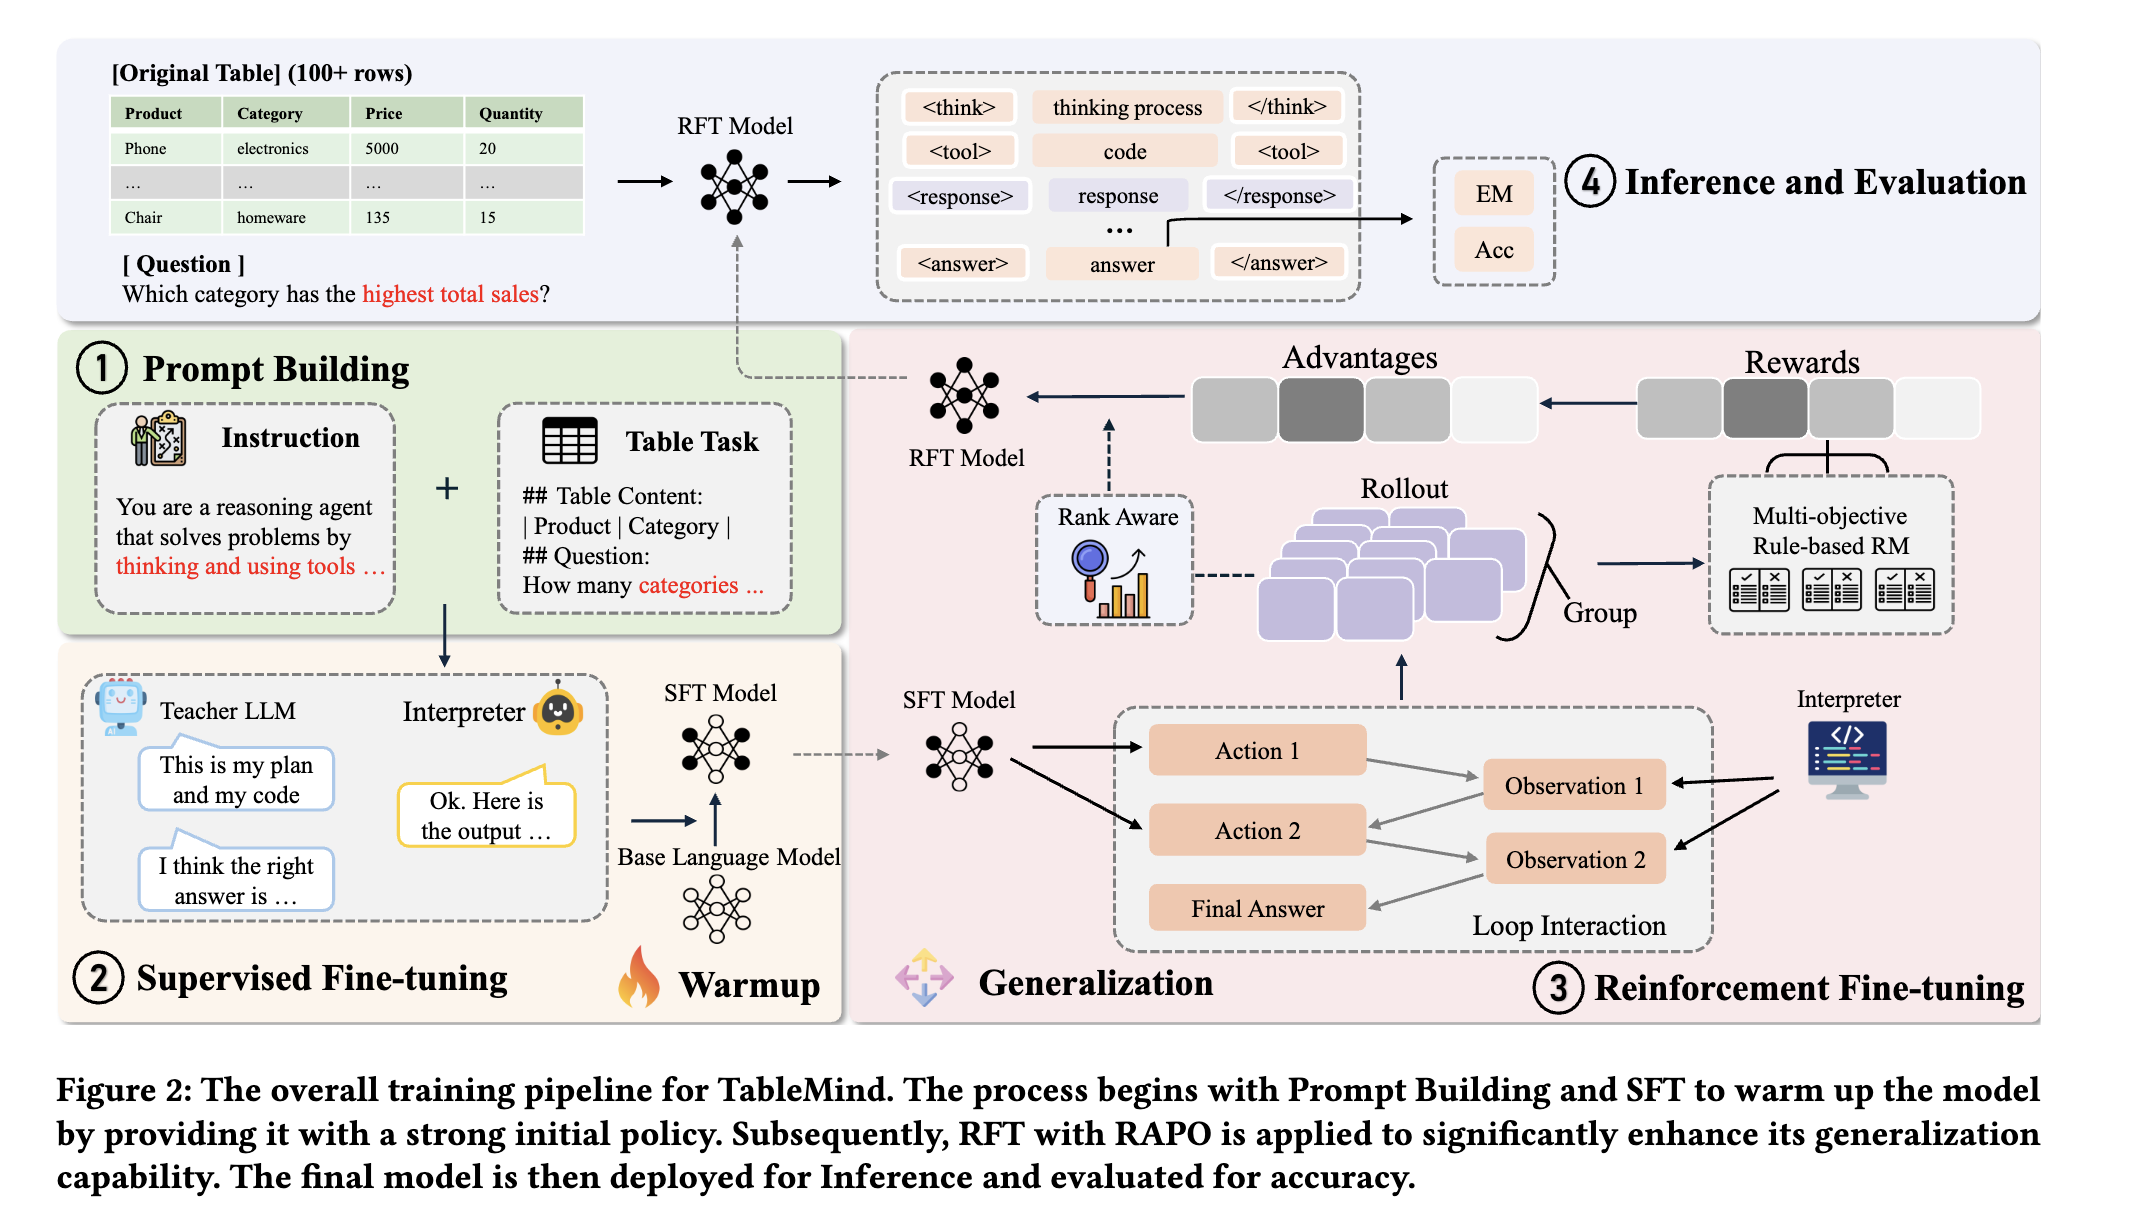 [Original Table] (100+ rows)
Product Category Price Quantity
Phone electronics 5000 20
... ... ... ...
Chair homeware 135 15
[ Question ]
Which category has the highest total sales?
RFT Model
<think> thinking process </think>
<tool> code <tool>
<response> response </response>
...
<answer> answer </answer>
EM
Acc
4 Inference and Evaluation
1 Prompt Building
Instruction
You are a reasoning agent
that solves problems by
thinking and using tools ...
+
Table Task
## Table Content:
| Product | Category |
## Question:
How many categories ...
Teacher LLM
This is my plan
and my code
I think the right
answer is ...
Interpreter
Ok. Here is
the output ...
SFT Model
Base Language Model
2 Supervised Fine-tuning
Warmup
RFT Model
Advantages
Rewards
Rank Aware
Rollout
Group
Multi-objective
Rule-based RM
SFT Model
Action 1
Action 2
Final Answer
Observation 1
Observation 2
Loop Interaction
Interpreter
</>
Generalization
3 Reinforcement Fine-tuning
Figure 2: The overall training pipeline for TableMind. The process begins with Prompt Building and SFT to warm up the model
by providing it with a strong initial policy. Subsequently, RFT with RAPO is applied to significantly enhance its generalization
capability. The final model is then deployed for Inference and evaluated for accuracy.